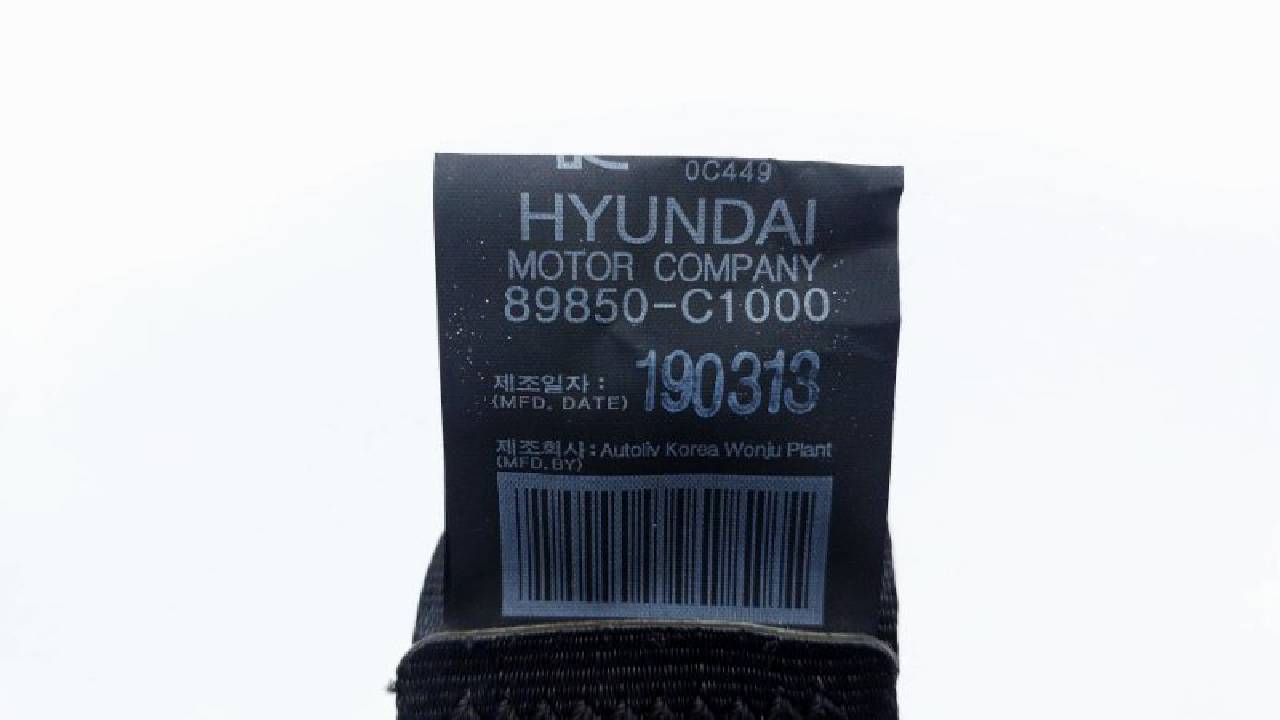 0C449
HYUNDAI
MOTOR COMPANY
89850-C1000
제조일자 : 190313
(MFD. DATE)
제조회사 : Autoliv Korea Wonju Plant
(MFD.BY)